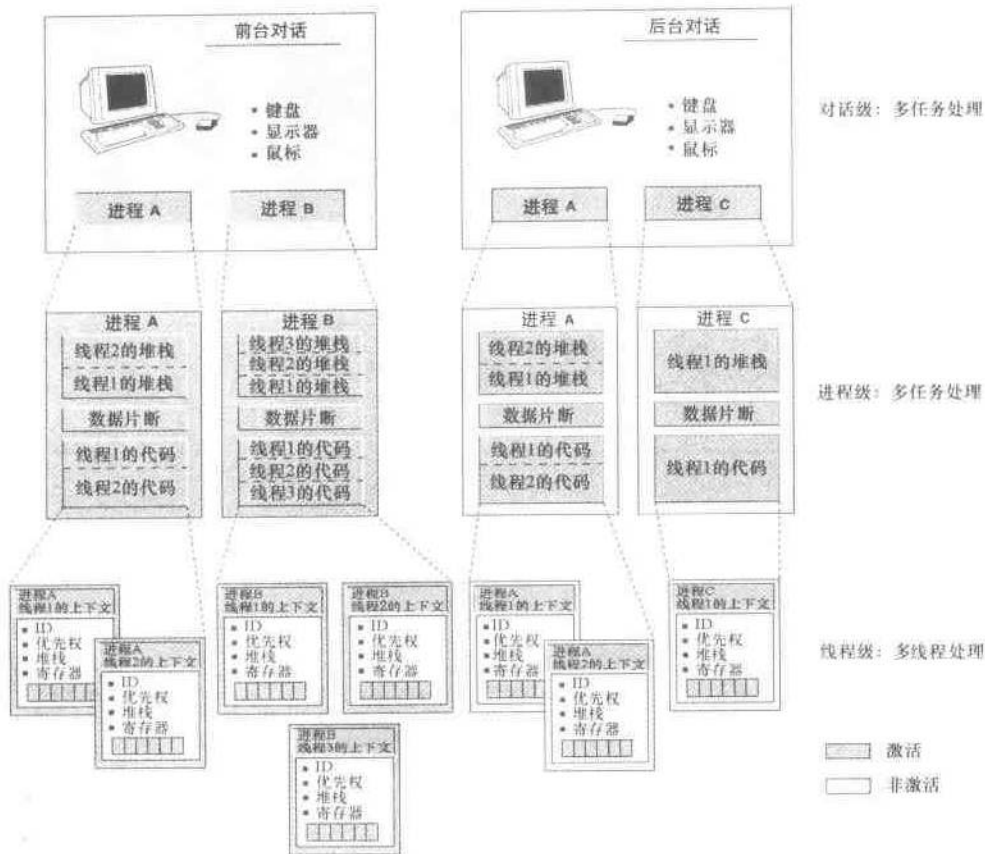 前台对话
• 键盘
• 显示器
• 鼠标
进程 A
进程 B
后台对话
• 键盘
• 显示器
• 鼠标
进程 A
进程 C
对话级：多任务处理
进程 A
线程2的堆栈
线程1的堆栈
数据片断
线程1的代码
线程2的代码
进程 B
线程3的堆栈
线程2的堆栈
线程1的堆栈
数据片断
线程1的代码
线程2的代码
线程3的代码
进程 A
线程2的堆栈
线程1的堆栈
数据片断
线程1的代码
线程2的代码
进程 C
线程1的堆栈
数据片断
线程1的代码
进程级：多任务处理
进程A
线程1的上下文
• ID
• 优先权
• 堆栈
• 寄存器
进程A
线程2的上下文
• ID
• 优先权
• 堆栈
• 寄存器
进程B
线程1的上下文
• ID
• 优先权
• 堆栈
• 寄存器
进程B
线程2的上下文
• ID
• 优先权
• 堆栈
• 寄存器
进程B
线程3的上下文
• ID
• 优先权
• 堆栈
• 寄存器
进程A
线程1的上下文
• ID
• 优先权
• 堆栈
• 寄存器
进程A
线程2的上下文
• ID
• 优先权
• 堆栈
• 寄存器
进程C
线程1的上下文
• ID
• 优先权
• 堆栈
• 寄存器
线程级：多线程处理
激活
非激活